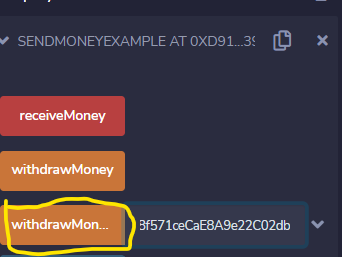 SENDMONEYEXAMPLE AT 0XD91...39
receiveMoney
withdrawMoney
withdrawMon... 8f571ceCaE8A9e22C02db